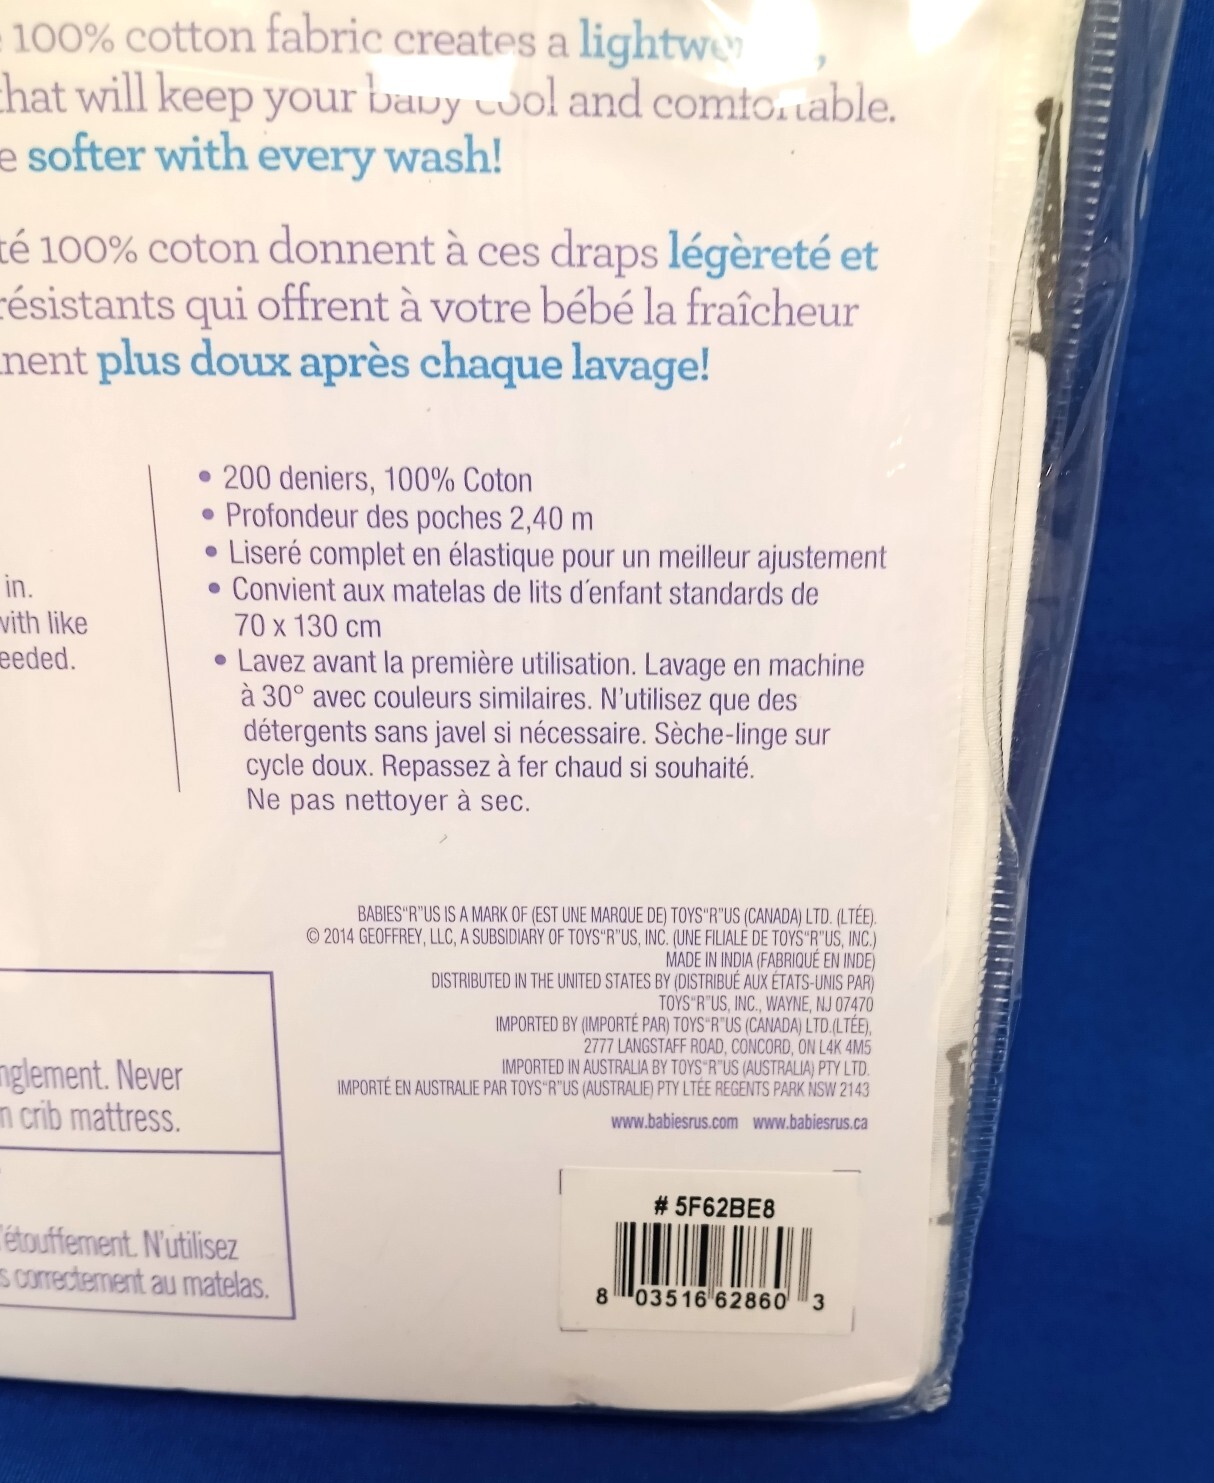 100% cotton fabric creates a
that will keep your baby cool and comfortable.
e softer with every wash!
té 100% coton donnent à ces draps légèreté et
résistants qui offrent à votre bébé la fraîcheur
nent plus doux après chaque lavage!
• 200 deniers, 100% Coton
• Profondeur des poches 2,40 m
• Liseré complet en élastique pour un meilleur ajustement
• Convient aux matelas de lits d'enfant standards de
70 x 130 cm
• Lavez avant la première utilisation. Lavage en machine
à 30° avec couleurs similaires. N'utilisez que des
détergents sans javel si nécessaire. Sèche-linge sur
cycle doux. Repassez à fer chaud si souhaité.
Ne pas nettoyer à sec.
in.
with like
eeded.
BABIES"R"US IS A MARK OF (EST UNE MARQUE DE) TOYS"R"US (CANADA) LTD. (LTÉE).
© 2014 GEOFFREY, LLC, A SUBSIDIARY OF TOYS"R"US, INC. (UNE FILIALE DE TOYS"R"US, INC.)
MADE IN INDIA (FABRIQUÉ EN INDE)
DISTRIBUTED IN THE UNITED STATES BY (DISTRIBUÉ AUX ÉTATS-UNIS PAR)
TOYS"R"US, INC., WAYNE, NJ 07470
IMPORTED BY (IMPORTÉ PAR) TOYS"R"US (CANADA) LTD.(LTÉE),
2777 LANGSTAFF ROAD, CONCORD, ON L4K 4M5
IMPORTED IN AUSTRALIA BY TOYS"R"US (AUSTRALIA) PTY LTD.
IMPORTÉ EN AUSTRALIE PAR TOYS"R"US (AUSTRALIE) PTY LTÉE REGENTS PARK NSW 2143
www.babiesrus.com www.babiesrus.ca
nglement. Never
n crib mattress.
'étouffement. N'utilisez
s correctement au matelas.
# 5F62BE8
8 03516 62860 3